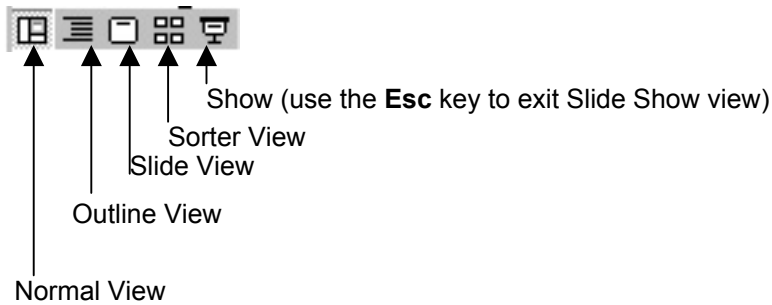 Show (use the Esc key to exit Slide Show view)
Sorter View
Slide View
Outline View
Normal View